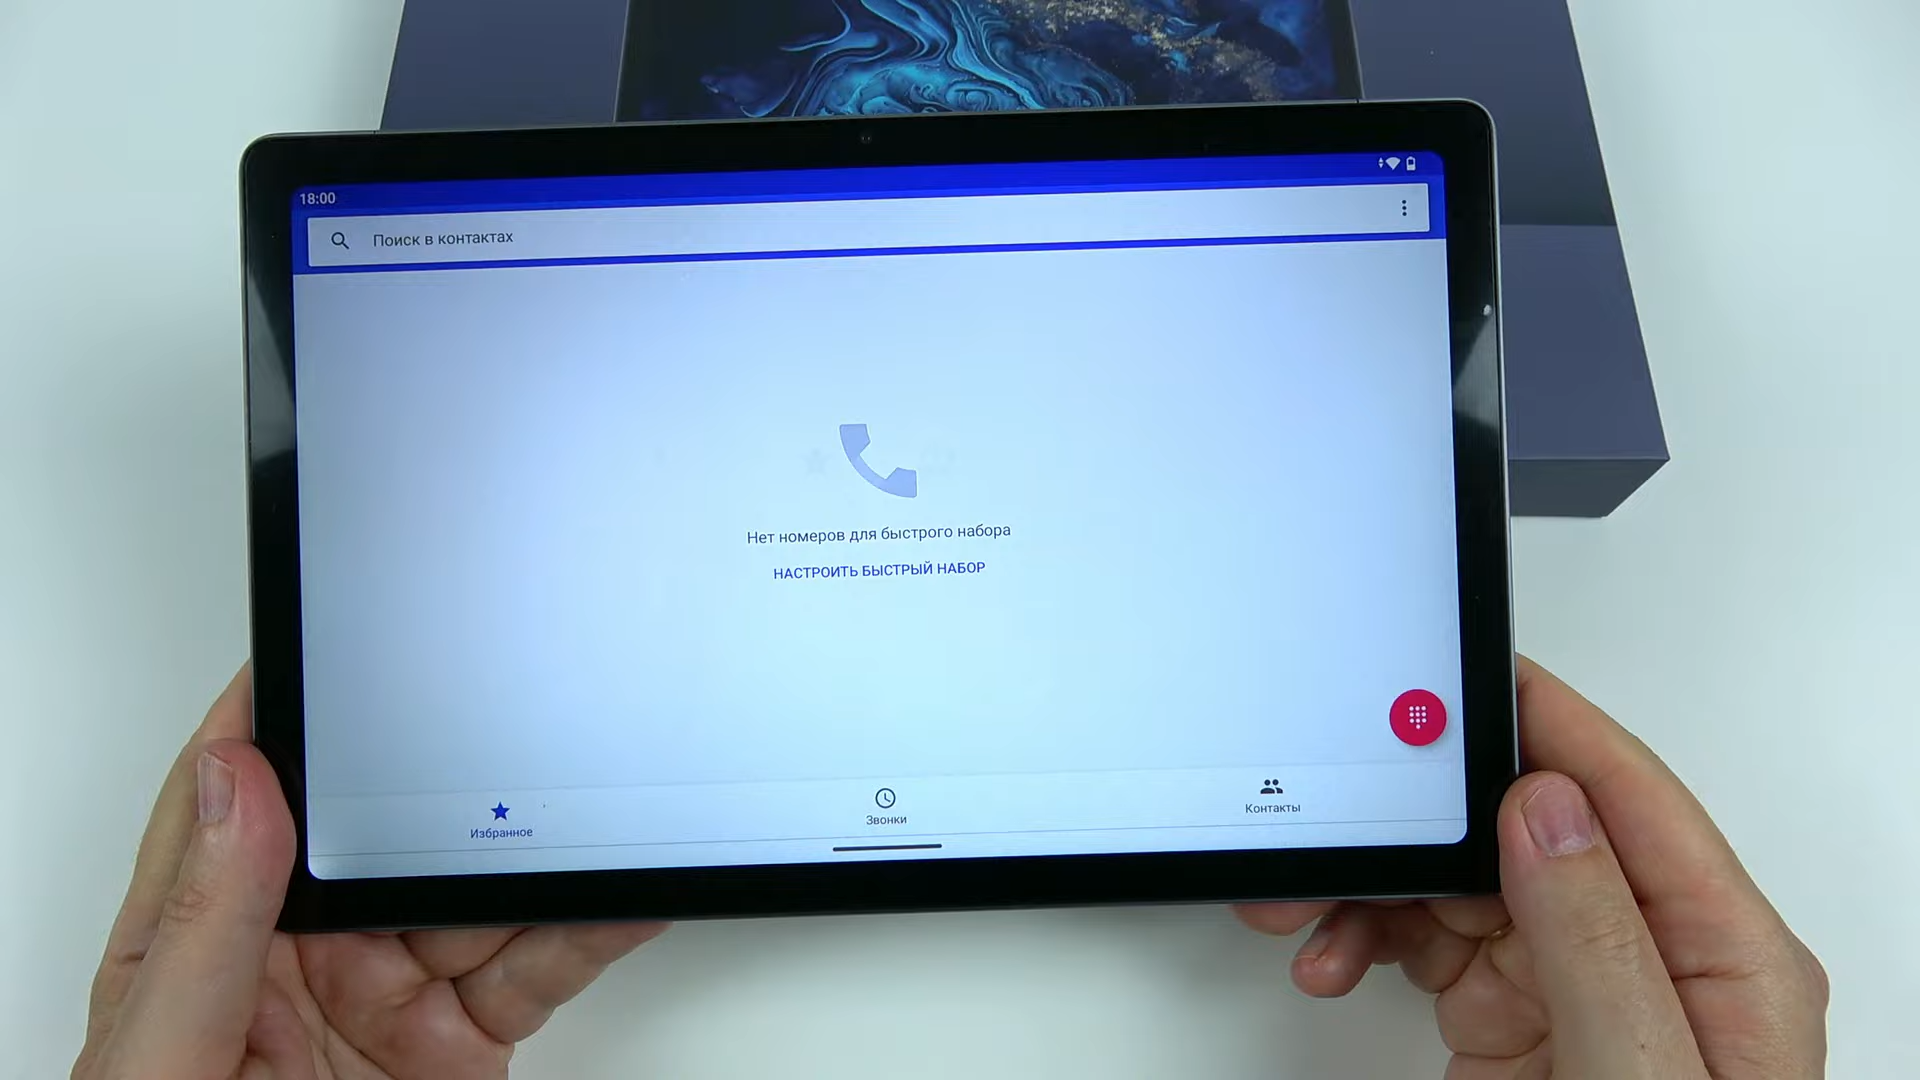 18:00
Поиск в контактах
Нет номеров для быстрого набора
НАСТРОИТЬ БЫСТРЫЙ НАБОР
Избранное
Звонки
Контакты